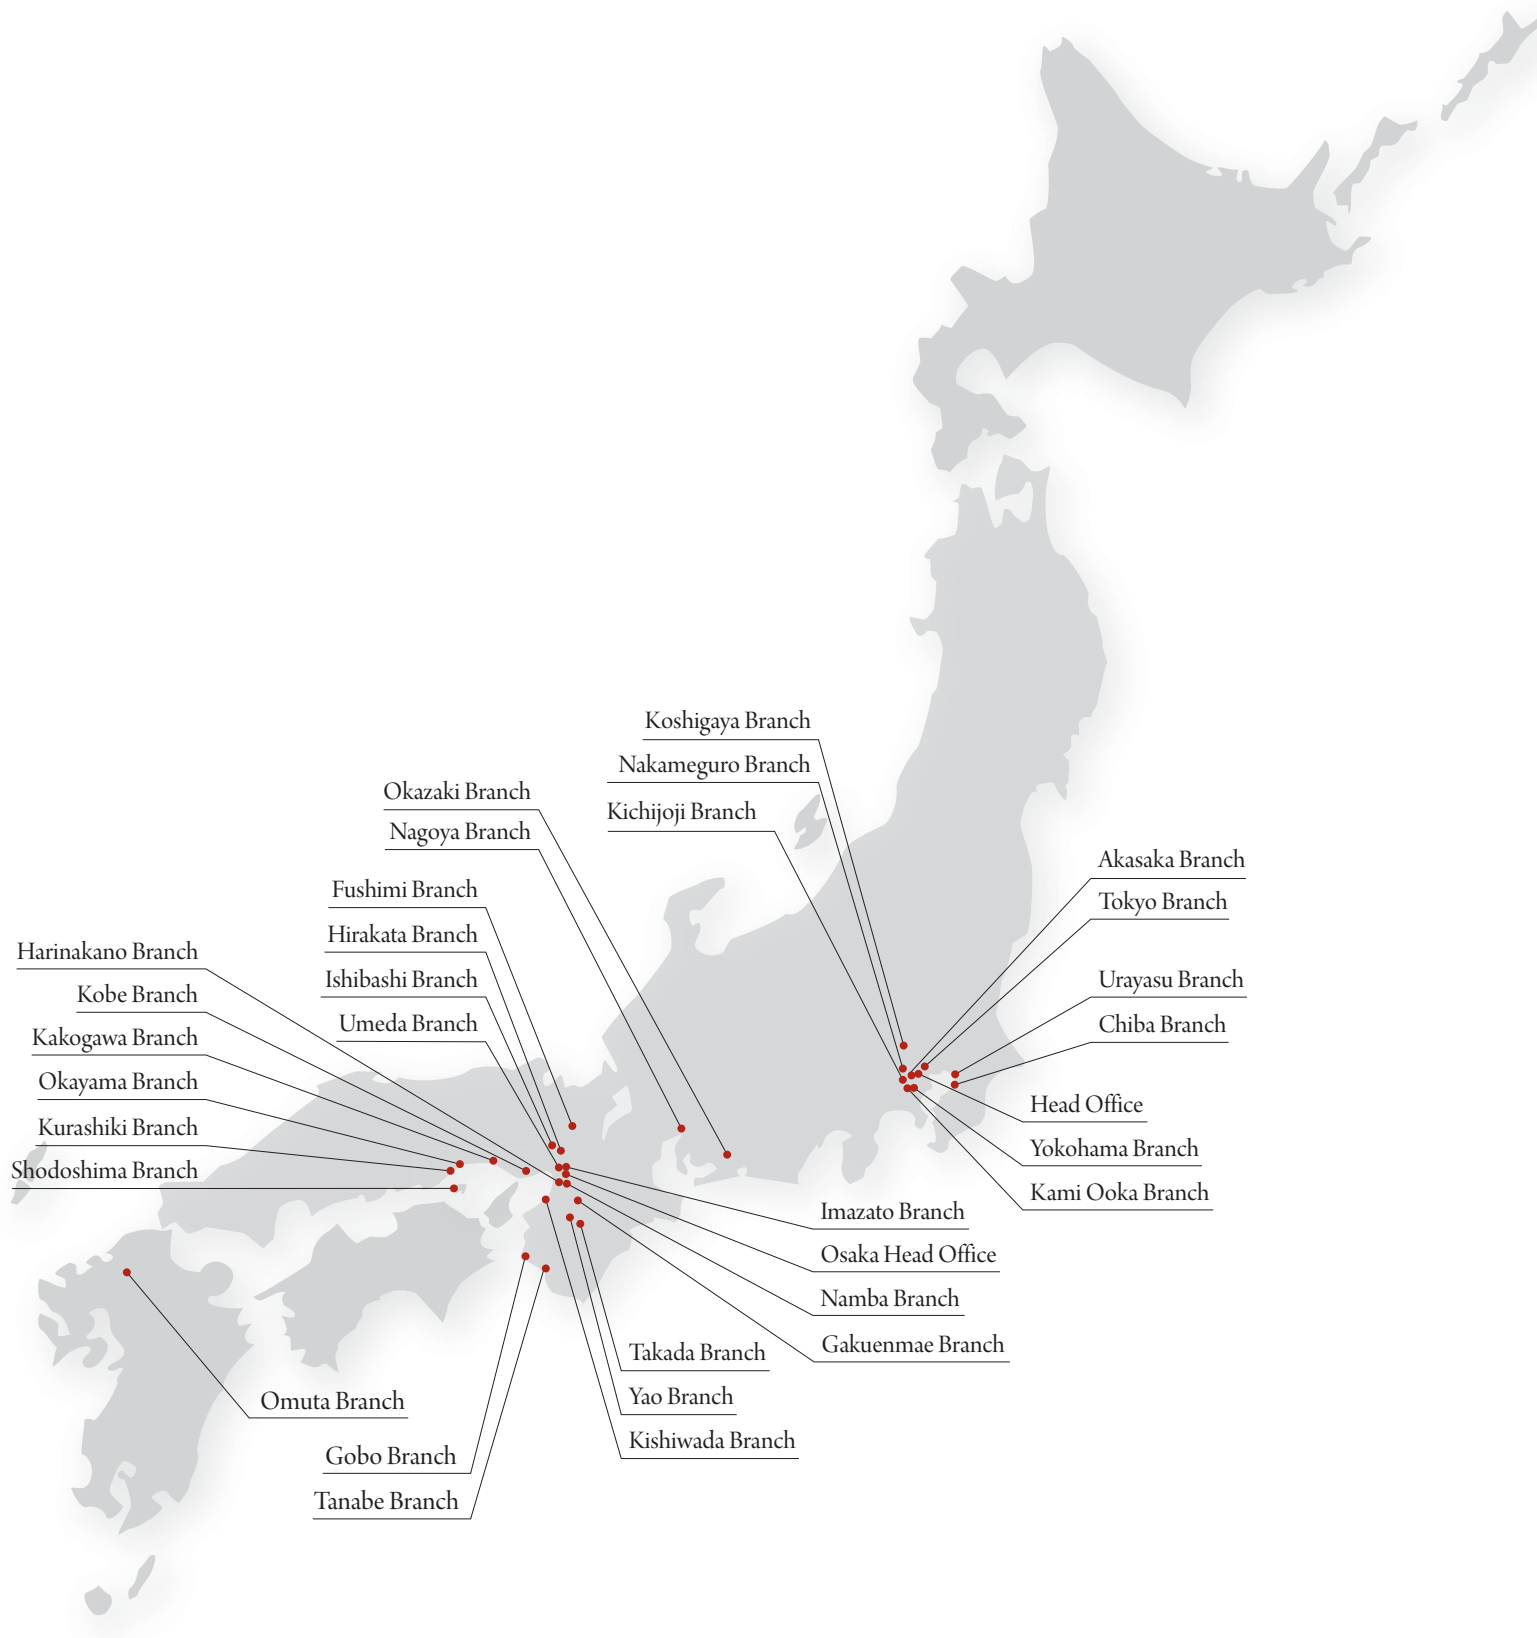 Koshigaya Branch
Nakameguro Branch
Kichijoji Branch
Okazaki Branch
Nagoya Branch
Fushimi Branch
Hirakata Branch
Ishibashi Branch
Umeda Branch
Harinakano Branch
Kobe Branch
Kakogawa Branch
Okayama Branch
Kurashiki Branch
Shodoshima Branch
Akasaka Branch
Tokyo Branch
Urayasu Branch
Chiba Branch
Head Office
Yokohama Branch
Kami Ooka Branch
Imazato Branch
Osaka Head Office
Namba Branch
Gakuenmae Branch
Takada Branch
Yao Branch
Kishiwada Branch
Omuta Branch
Gobo Branch
Tanabe Branch